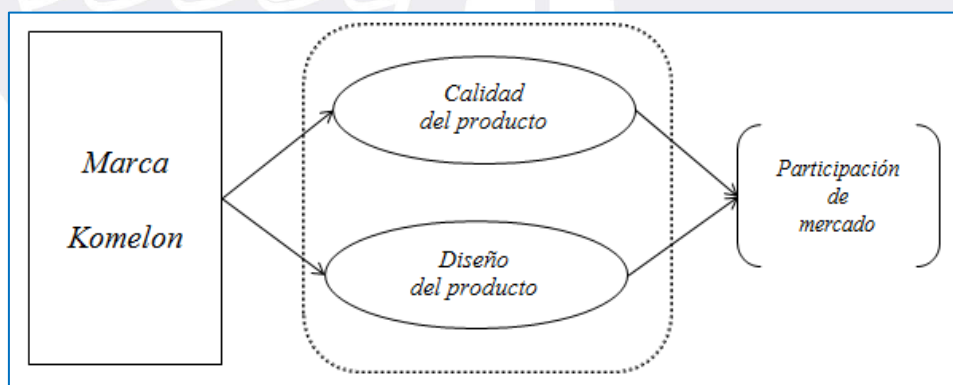 Marca
Komelon
Calidad
del producto
Diseño
del producto
Participación
de
mercado